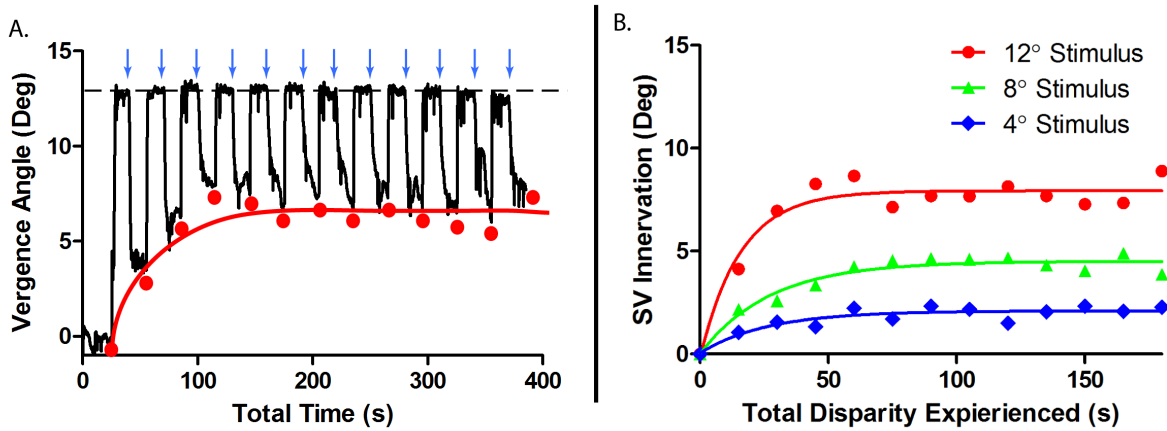 A.
15
10
5
0
Vergence Angle (Deg)
0 100 200 300 400
Total Time (s)
B.
15
10
5
0
SV Innervation (Deg)
12° Stimulus
8° Stimulus
4° Stimulus
0 50 100 150
Total Disparity Expierienced (s)